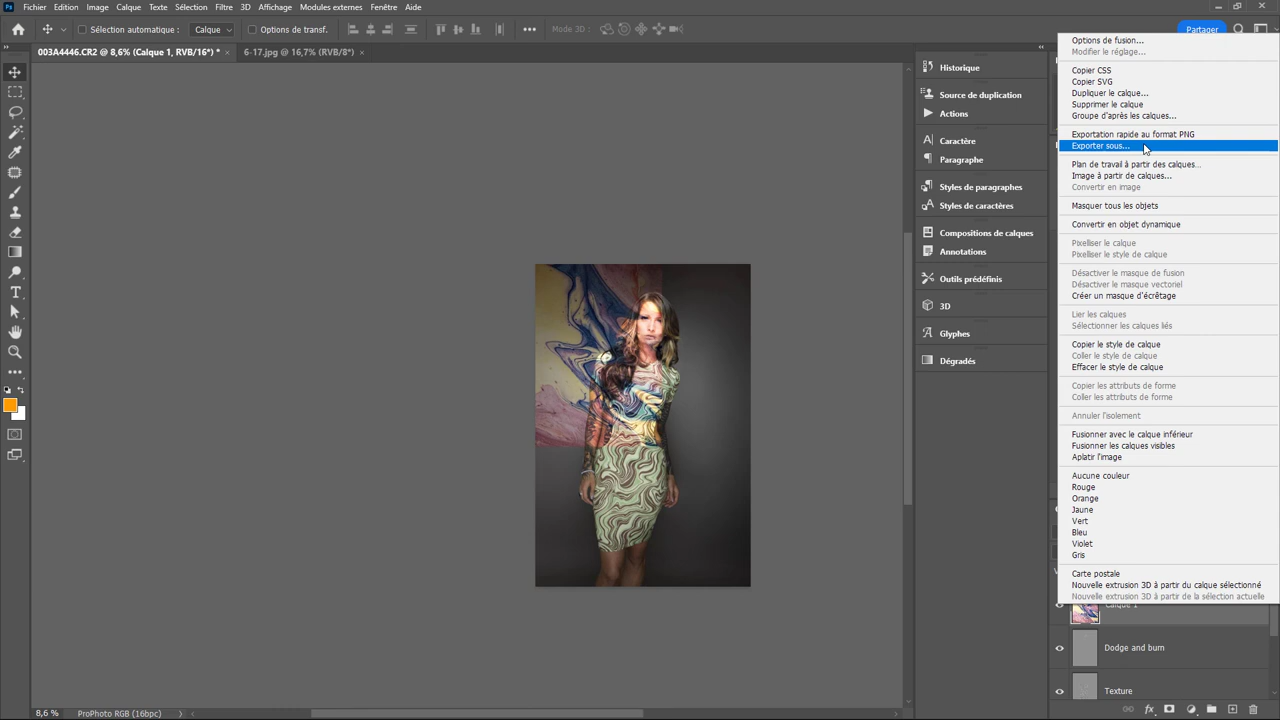 Fichier Edition Image Calque Texte Sélection Filtre 3D Affichage Modules externes Fenêtre Aide
Sélection automatique : Calque Options de transf. Mode 3D : Partager
003A4446.CR2 @ 8,6% (Calque 1, RVB/16*) * 6-17.jpg @ 16,7% (RVB/8*)
Historique
Source de duplication
Actions
Caractère
Paragraphe
Styles de paragraphes
Styles de caractères
Compositions de calques
Annotations
Outils prédéfinis
3D
Glyphes
Dégradés
Options de fusion...
Modifier le réglage...
Copier CSS
Copier SVG
Dupliquer le calque...
Supprimer le calque
Groupe d'après les calques...
Exportation rapide au format PNG
Exporter sous...
Plan de travail à partir des calques...
Image à partir de calques...
Convertir en image
Masquer tous les objets
Convertir en objet dynamique
Pixelliser le calque
Pixelliser le style de calque
Désactiver le masque de fusion
Désactiver le masque vectoriel
Créer un masque d'écrêtage
Lier les calques
Sélectionner les calques liés
Copier le style de calque
Coller le style de calque
Effacer le style de calque
Copier les attributs de forme
Coller les attributs de forme
Annuler l'isolement
Fusionner avec le calque inférieur
Fusionner les calques visibles
Aplatir l'image
Aucune couleur
Rouge
Orange
Jaune
Vert
Bleu
Violet
Gris
Carte postale
Nouvelle extrusion 3D à partir du calque sélectionné
Nouvelle extrusion 3D à partir de la sélection actuelle
Calque 1
Dodge and burn
Texture
8,6 % ProPhoto RGB (16bpc)